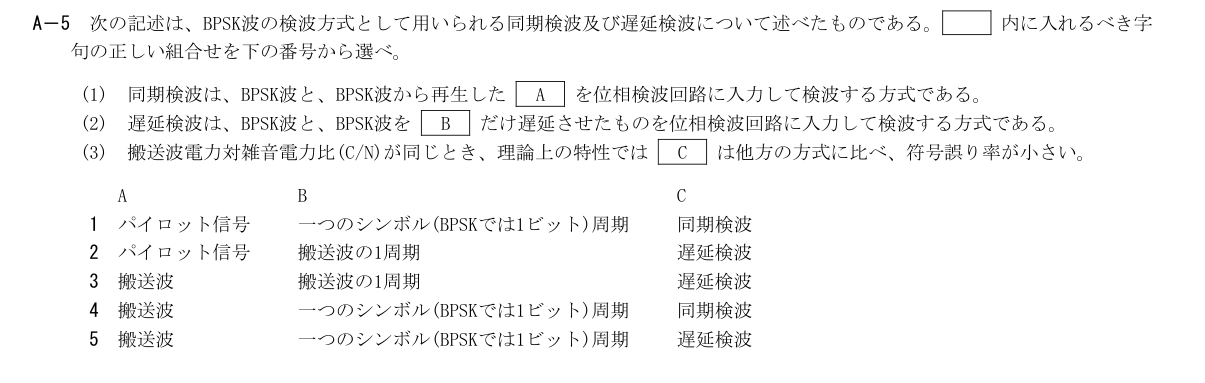 A－5 次の記述は、BPSK波の検波方式として用いられる同期検波及び遅延検波について述べたものである。 内に入れるべき字
句の正しい組合せを下の番号から選べ。
(1) 同期検波は、BPSK波と、BPSK波から再生した A を位相検波回路に入力して検波する方式である。
(2) 遅延検波は、BPSK波と、BPSK波を B だけ遅延させたものを位相検波回路に入力して検波する方式である。
(3) 搬送波電力対雑音電力比(C/N)が同じとき、理論上の特性では C は他方の方式に比べ、符号誤り率が小さい。
A B C
1 パイロット信号 一つのシンボル(BPSKでは1ビット)周期 同期検波
2 パイロット信号 搬送波の1周期 遅延検波
3 搬送波 搬送波の1周期 遅延検波
4 搬送波 一つのシンボル(BPSKでは1ビット)周期 同期検波
5 搬送波 一つのシンボル(BPSKでは1ビット)周期 遅延検波